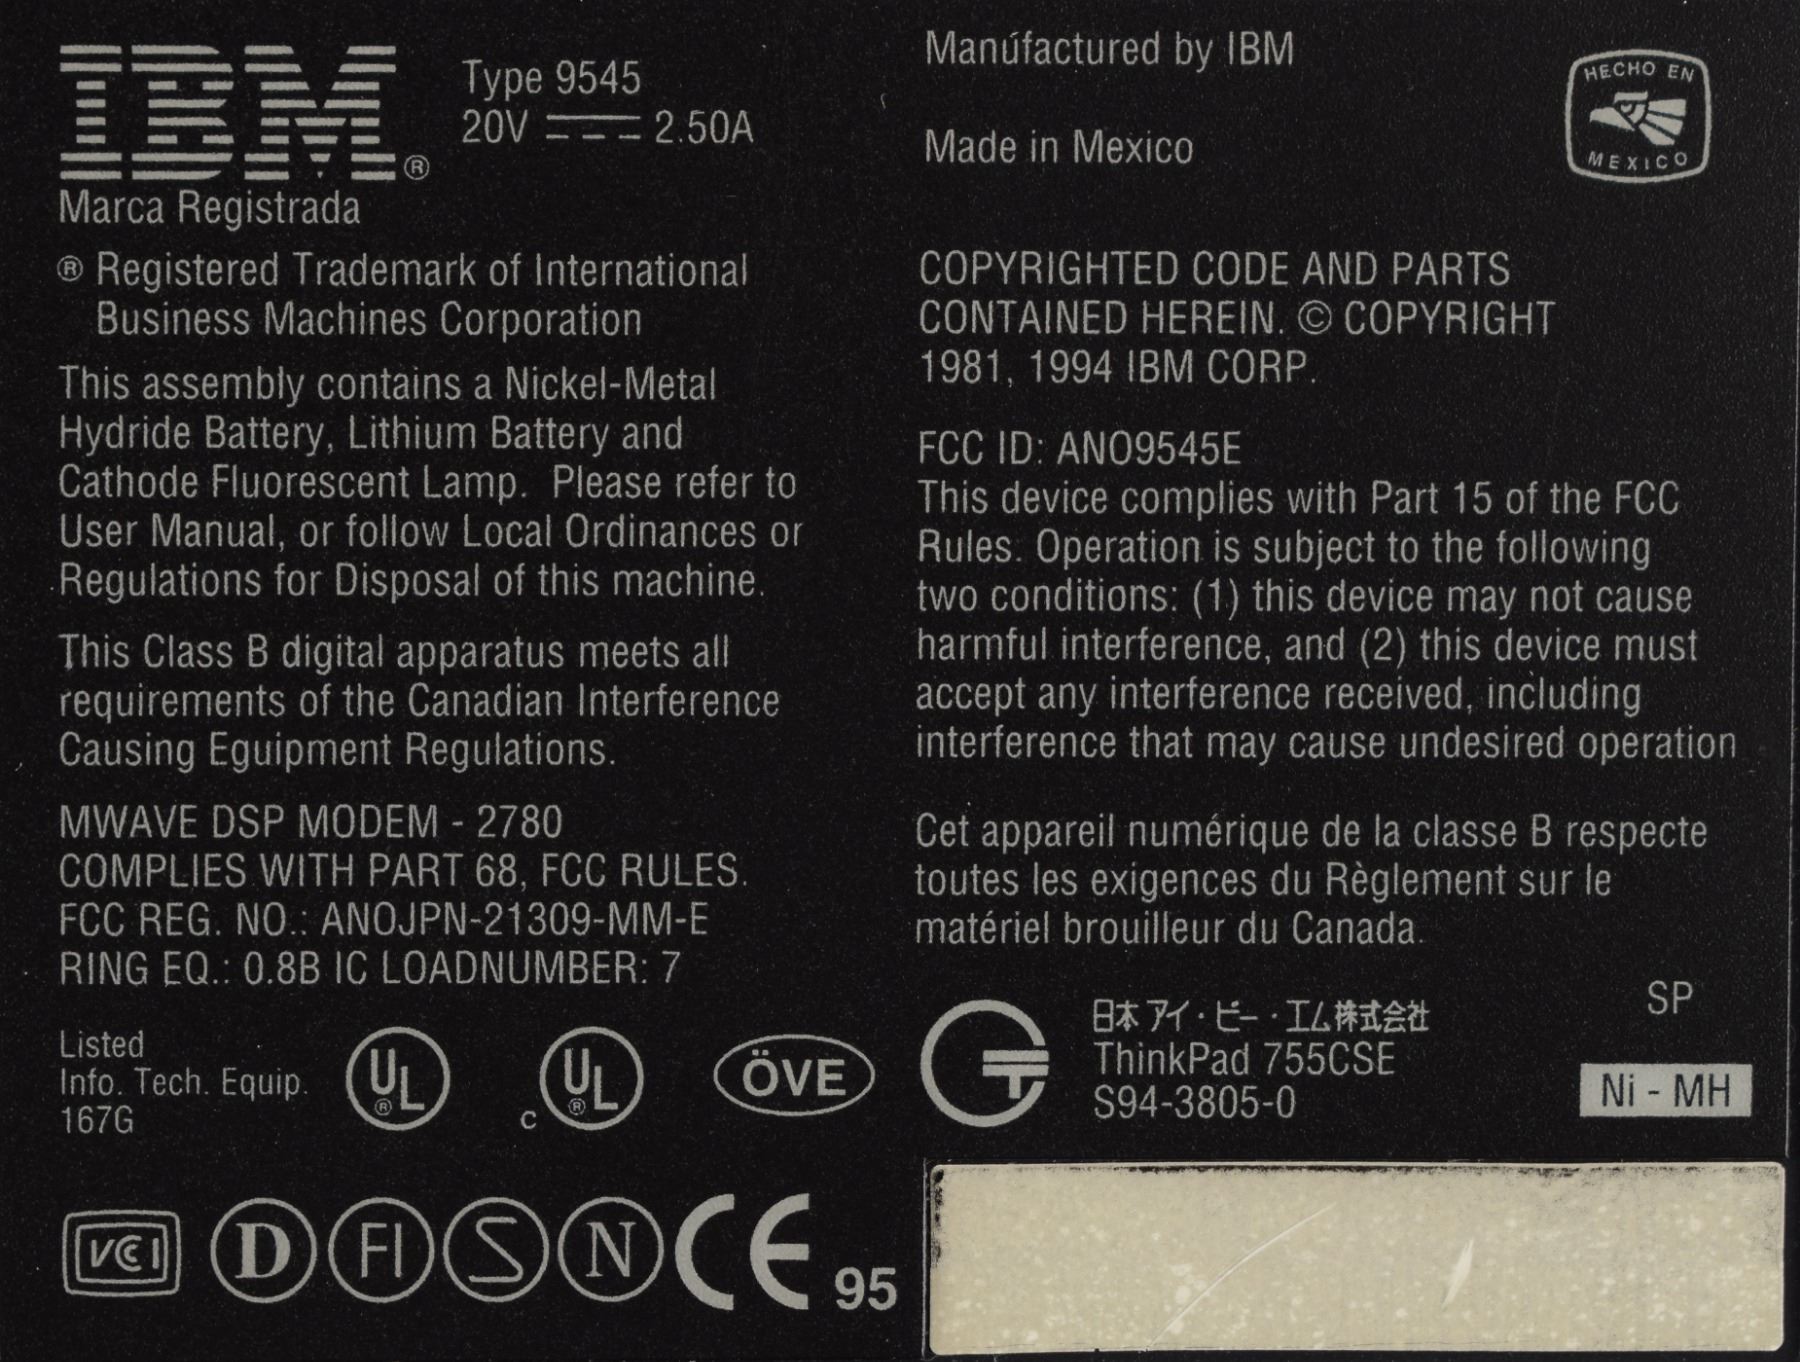 IBM®
Type 9545
20V 2.50A
Marca Registrada
® Registered Trademark of International
Business Machines Corporation
This assembly contains a Nickel-Metal
Hydride Battery, Lithium Battery and
Cathode Fluorescent Lamp. Please refer to
User Manual, or follow Local Ordinances or
Regulations for Disposal of this machine.
This Class B digital apparatus meets all
requirements of the Canadian Interference
Causing Equipment Regulations.
MWAVE DSP MODEM - 2780
COMPLIES WITH PART 68, FCC RULES.
FCC REG. NO.: ANOJPN-21309-MM-E
RING EQ.: 0.8B IC LOADNUMBER: 7
Listed
Info. Tech. Equip.
167G
UL®
c UL®
ÖVE
VCCI
D
FI
S
N
CE 95
Manufactured by IBM
Made in Mexico
HECHO EN
MEXICO
COPYRIGHTED CODE AND PARTS
CONTAINED HEREIN. © COPYRIGHT
1981, 1994 IBM CORP.
FCC ID: ANO9545E
This device complies with Part 15 of the FCC
Rules. Operation is subject to the following
two conditions: (1) this device may not cause
harmful interference, and (2) this device must
accept any interference received, including
interference that may cause undesired operation
Cet appareil numérique de la classe B respecte
toutes les exigences du Règlement sur le
matériel brouilleur du Canada.
日本アイ・ビー・エム株式会社
ThinkPad 755CSE
S94-3805-0
SP
Ni - MH